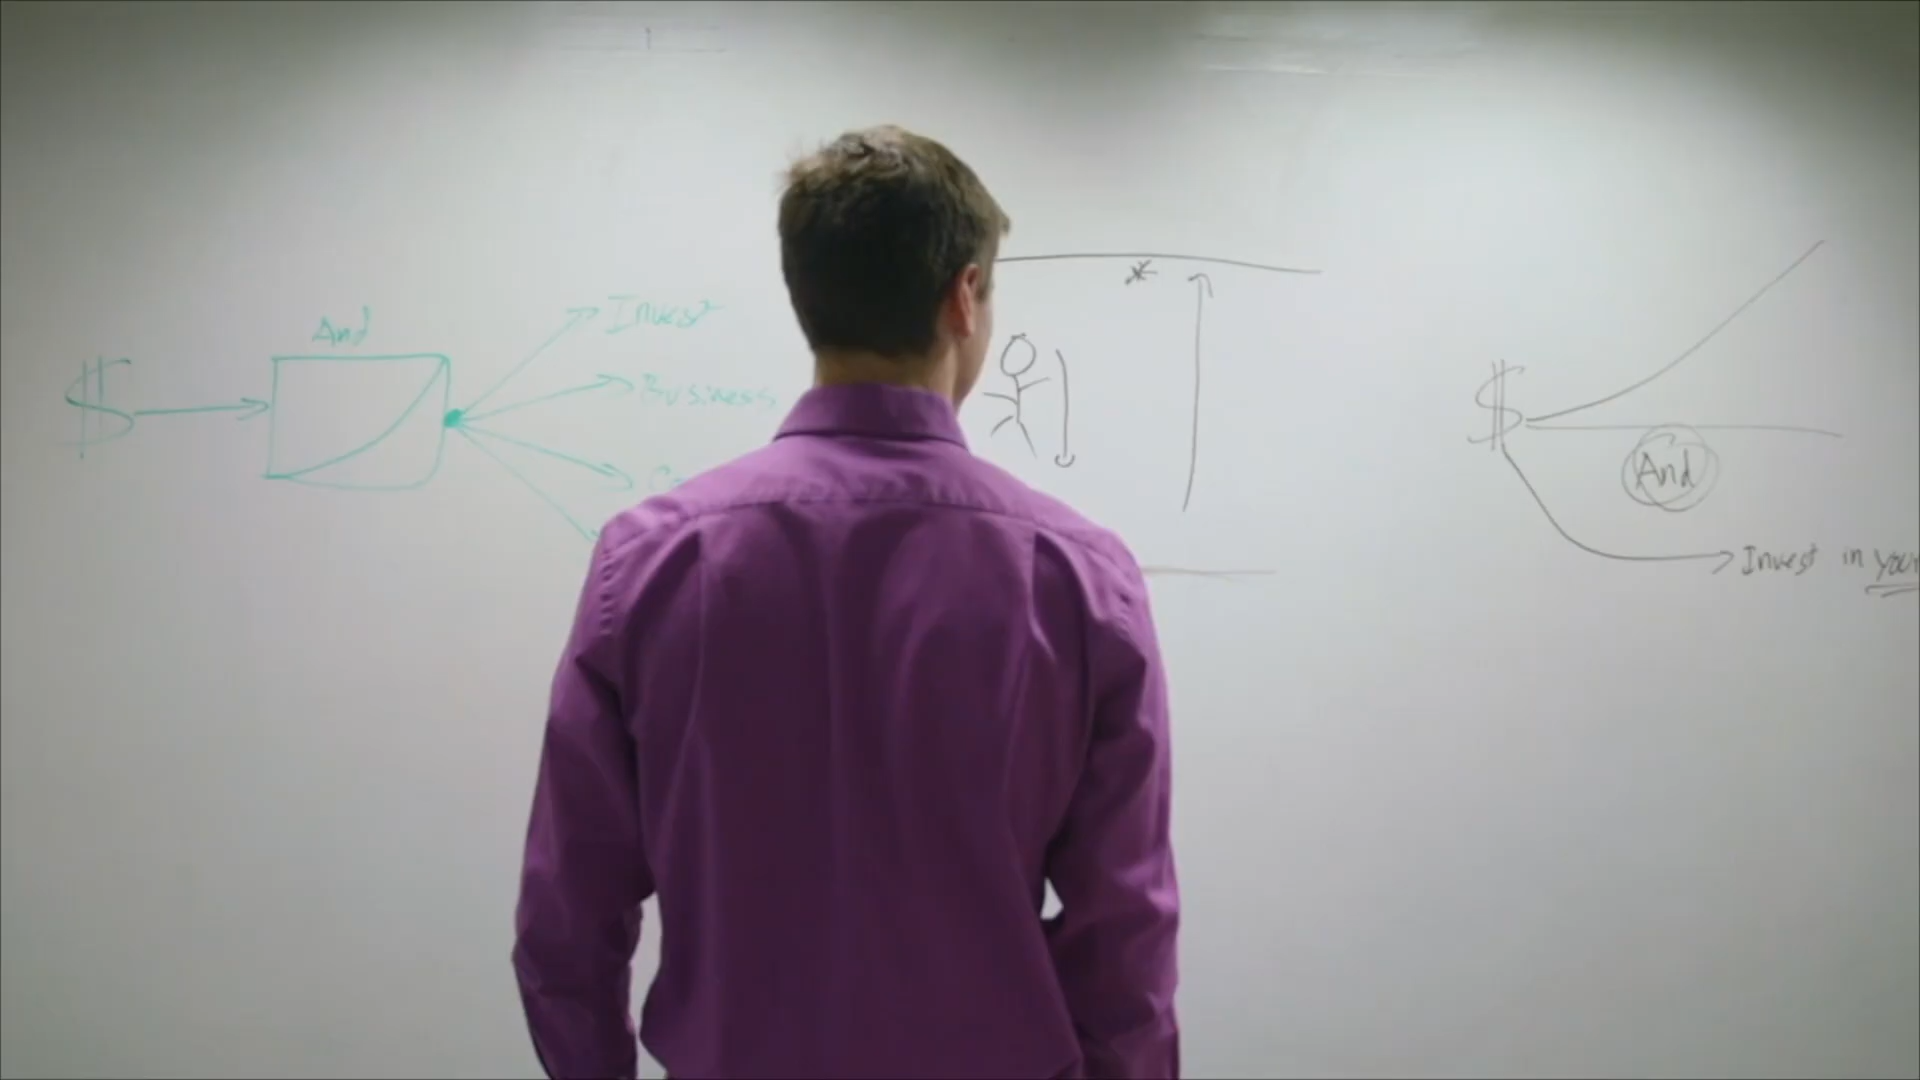 And
$
Invest
Business
$
And
Invest in your